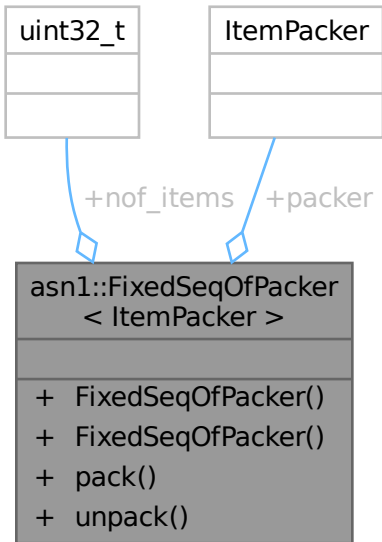 uint32_t
ItemPacker
+nof_items
+packer
asn1::FixedSeqOfPacker
< ItemPacker >
+ FixedSeqOfPacker()
+ FixedSeqOfPacker()
+ pack()
+ unpack()